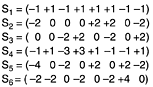 S1 = (-1 +1 -1 +1 +1 +1 -1 -1)
S2 = (-2 0 0 0 +2 +2 0 -2)
S3 = ( 0 0 -2 +2 0 -2 0 +2)
S4 = (-1 +1 -3 +3 +1 -1 -1 +1)
S5 = (-4 0 -2 0 +2 0 +2 -2)
S6 = ( -2 -2 0 -2 0 -2 +4 0)